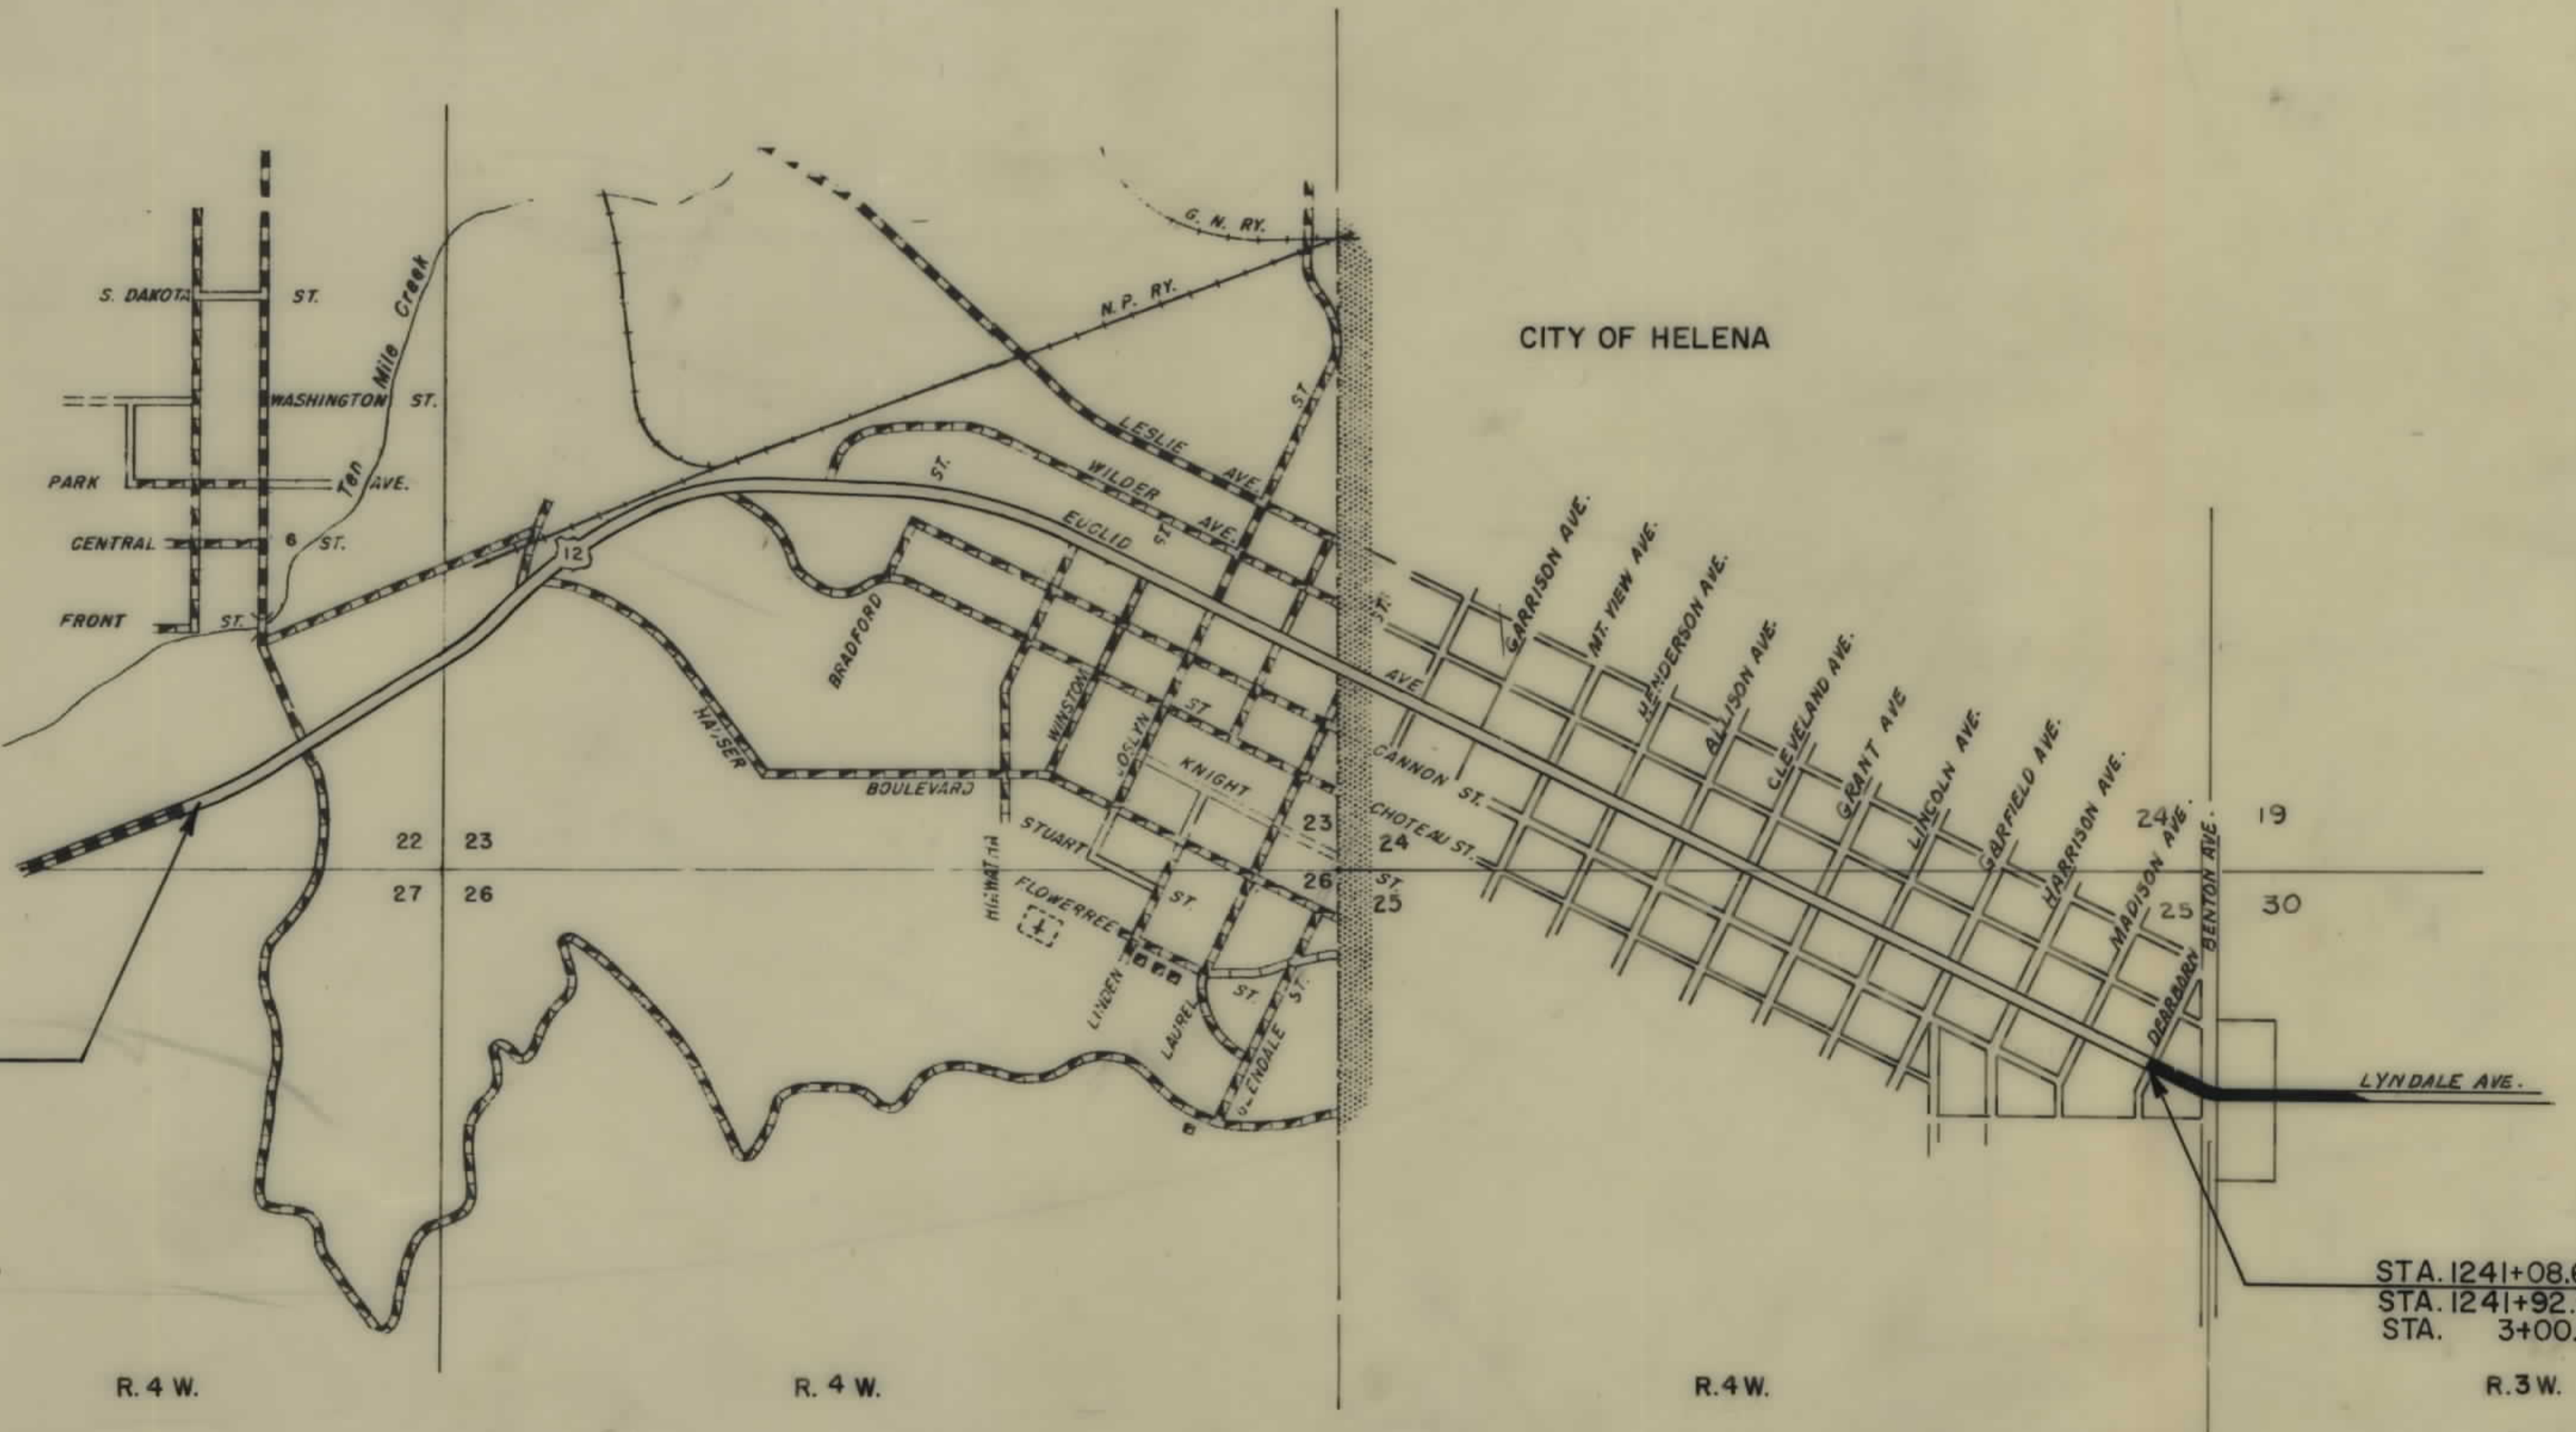 G. N. RY.
N. P. RY.
S. DAKOTA ST.
Ten Mile Creek
WASHINGTON ST.
PARK AVE.
CENTRAL 6 ST.
FRONT ST.
CITY OF HELENA
ST.
LESLIE AVE.
ST.
WILDER AVE.
EUCLID AVE
ST.
12
ST.
GARRISON AVE.
MT. VIEW AVE.
HENDERSON AVE.
ALLISON AVE.
CLEVELAND AVE.
GRANT AVE
LINCOLN AVE.
GARFIELD AVE.
HARRISON AVE.
MADISON AVE.
BENTON AVE.
DEARBORN
BRADFORD
HAUSER BOULEVARD
WINSTON ST
JOSLYN
KNIGHT ST.
CANNON ST.
CHOTEAU ST.
STUART ST.
FLOWERREE ST.
HIAWATHA
LINDEN
LAUREL
GLENDALE ST.
22 23
27 26
23 24
26 25
24 19
25 30
LYNDALE AVE.
STA. 1241+08.
STA. 1241+92.
STA. 3+00.
R. 4 W.
R. 4 W.
R. 4 W.
R. 3 W.